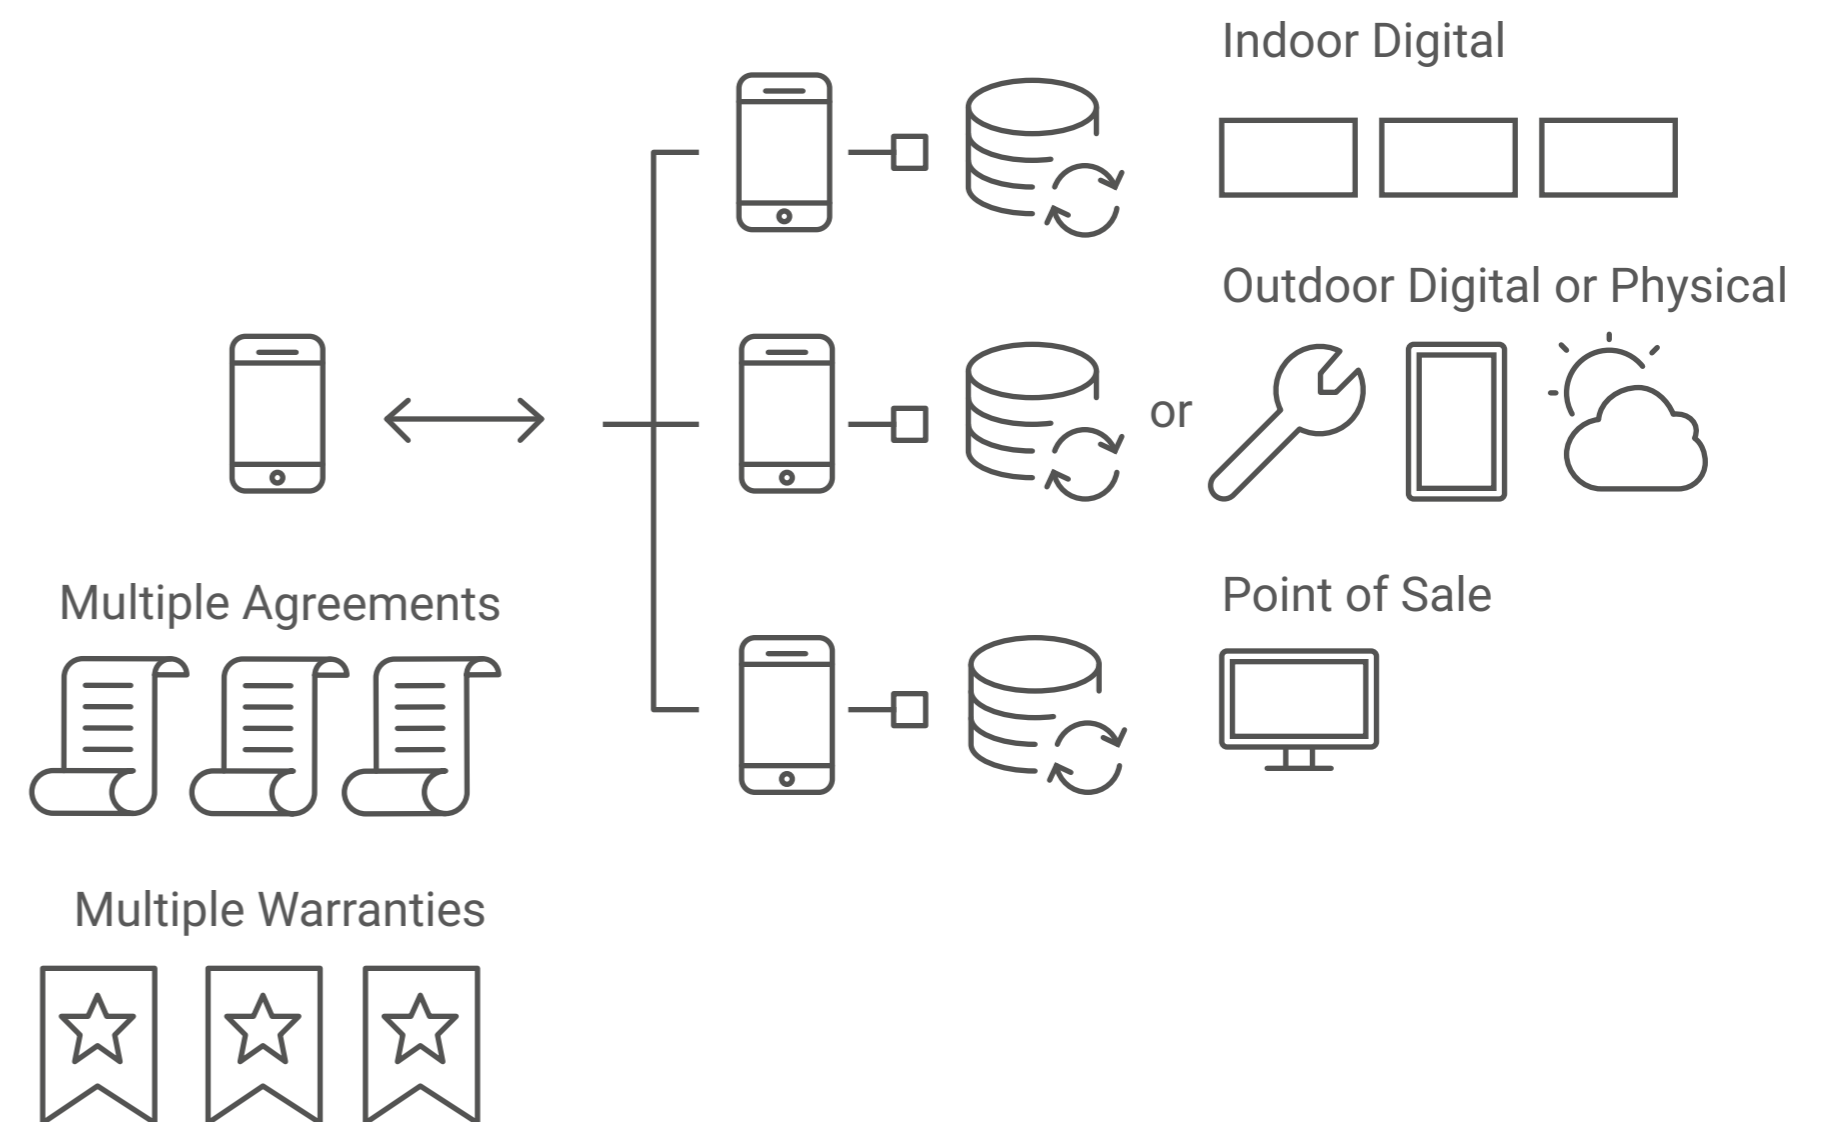 Indoor Digital
Outdoor Digital or Physical
or
Point of Sale
Multiple Agreements
Multiple Warranties